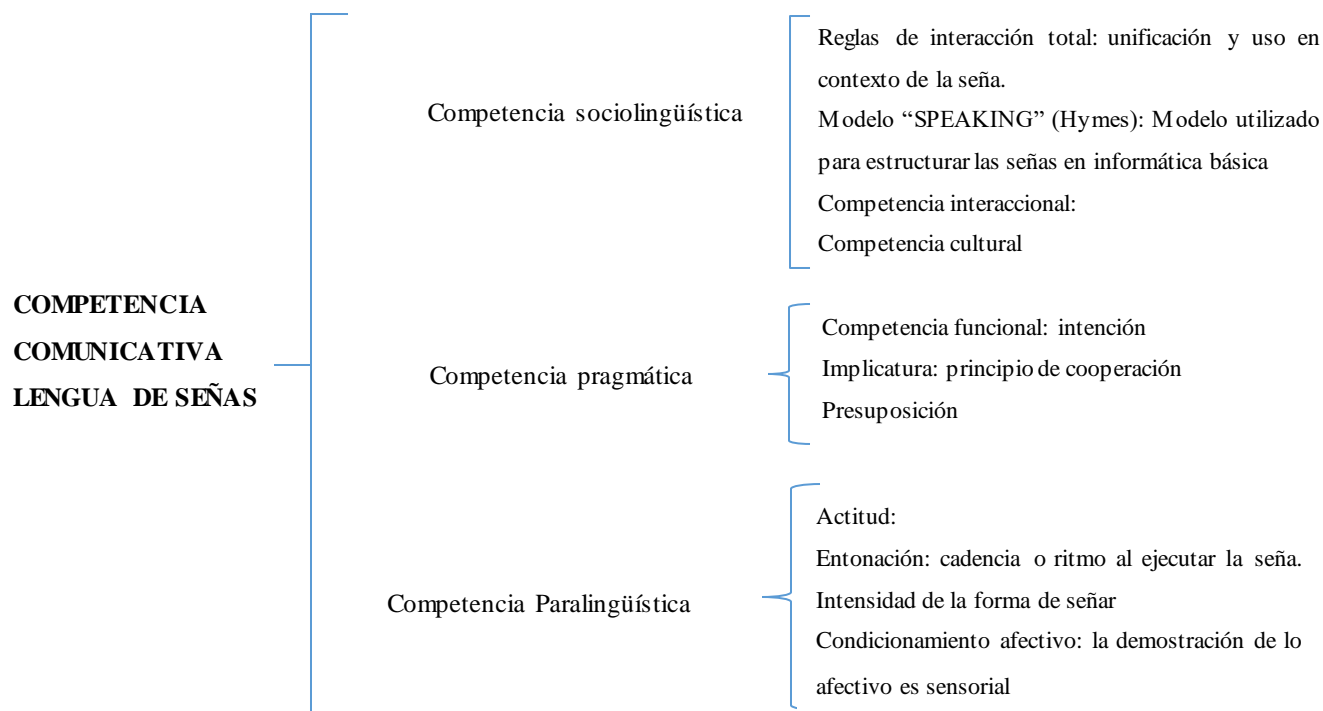 COMPETENCIA
COMUNICATIVA
LENGUA DE SEÑAS
Competencia sociolingüística
Reglas de interacción total: unificación y uso en
contexto de la seña.
Modelo “SPEAKING” (Hymes): Modelo utilizado
para estructurar las señas en informática básica
Competencia interaccional:
Competencia cultural
Competencia pragmática
Competencia funcional: intención
Implicatura: principio de cooperación
Presuposición
Competencia Paralingüística
Actitud:
Entonación: cadencia o ritmo al ejecutar la seña.
Intensidad de la forma de señar
Condicionamiento afectivo: la demostración de lo
afectivo es sensorial